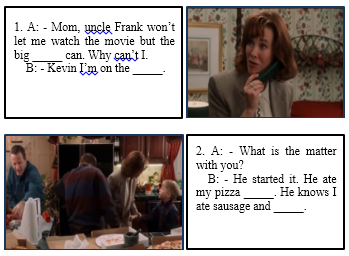 1. A: - Mom, uncle Frank won't
let me watch the movie but the
big _____ can. Why can't I.
B: - Kevin I'm on the _____.
2. A: - What is the matter
with you?
B: - He started it. He ate
my pizza _____. He knows I
ate sausage and _____.